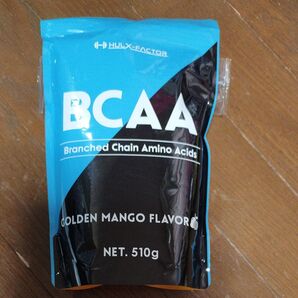 HULX-FACTOR
BCAA
Branched Chain Amino Acids
GOLDEN MANGO FLAVOR
NET. 510g